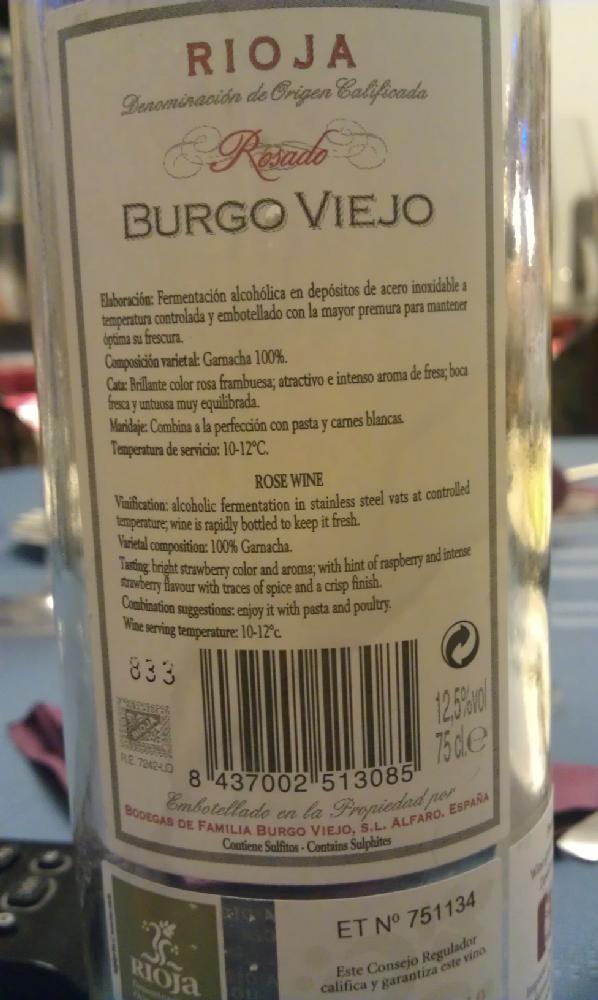 RIOJA
Denominación de Origen Calificada
Rosado
BURGO VIEJO
Elaboración: Fermentación alcohólica en depósitos de acero inoxidable a
temperatura controlada y embotellado con la mayor premura para mantener
óptima su frescura.
Composición varietal: Garnacha 100%.
Cata: Brillante color rosa frambuesa; atractivo e intenso aroma de fresa; boca
fresca y untuosa muy equilibrada.
Maridaje: Combina a la perfección con pasta y carnes blancas.
Temperatura de servicio: 10-12°C.
ROSE WINE
Vinification: alcoholic fermentation in stainless steel vats at controlled
temperature; wine is rapidly bottled to keep it fresh.
Varietal composition: 100% Garnacha.
Tasting: bright strawberry color and aroma; with hint of raspberry and intense
strawberry flavour with traces of spice and a crisp finish.
Combination suggestions: enjoy it with pasta and poultry.
Wine serving temperature: 10-12°c.
833
12,5%vol
75 cl. e
R.E. 7242-LO
8 437002 513085
Embotellado en la Propiedad por
BODEGAS DE FAMILIA BURGO VIEJO, S.L. ALFARO. ESPAÑA
Contiene Sulfitos - Contains Sulphites
RIOJA
ET Nº 751134
Este Consejo Regulador
califica y garantiza este vino